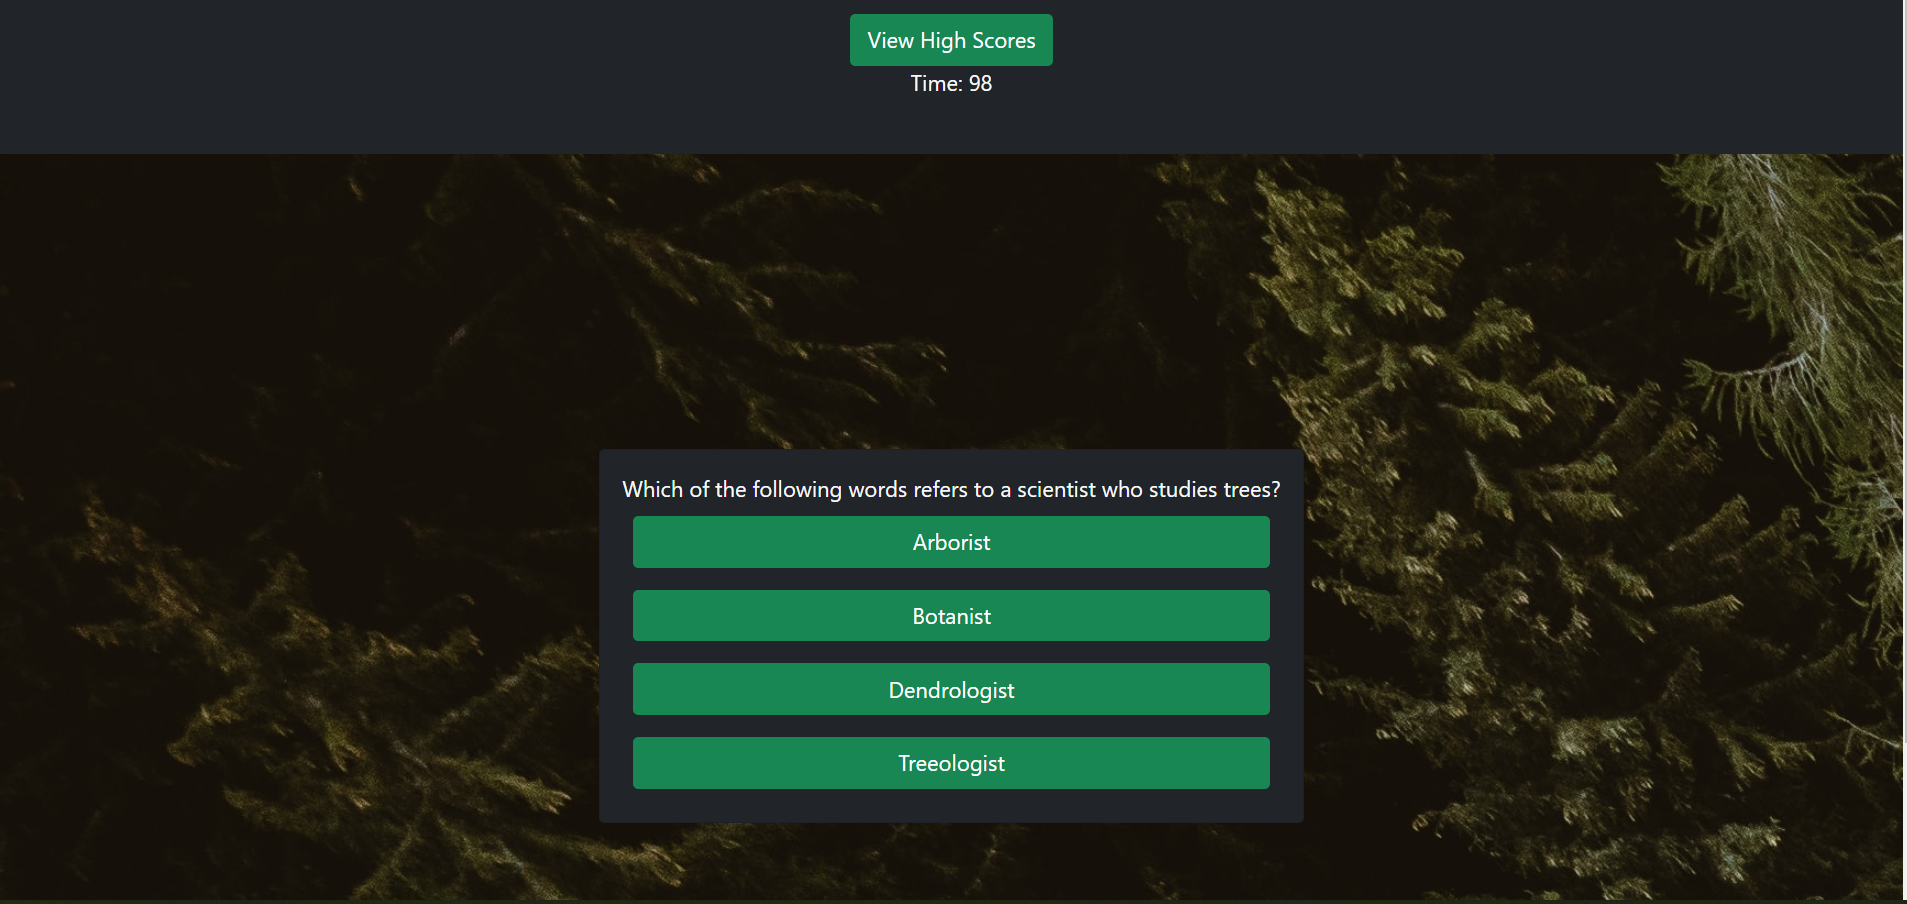 View High Scores
Time: 98
Which of the following words refers to a scientist who studies trees?
Arborist
Botanist
Dendrologist
Treeologist